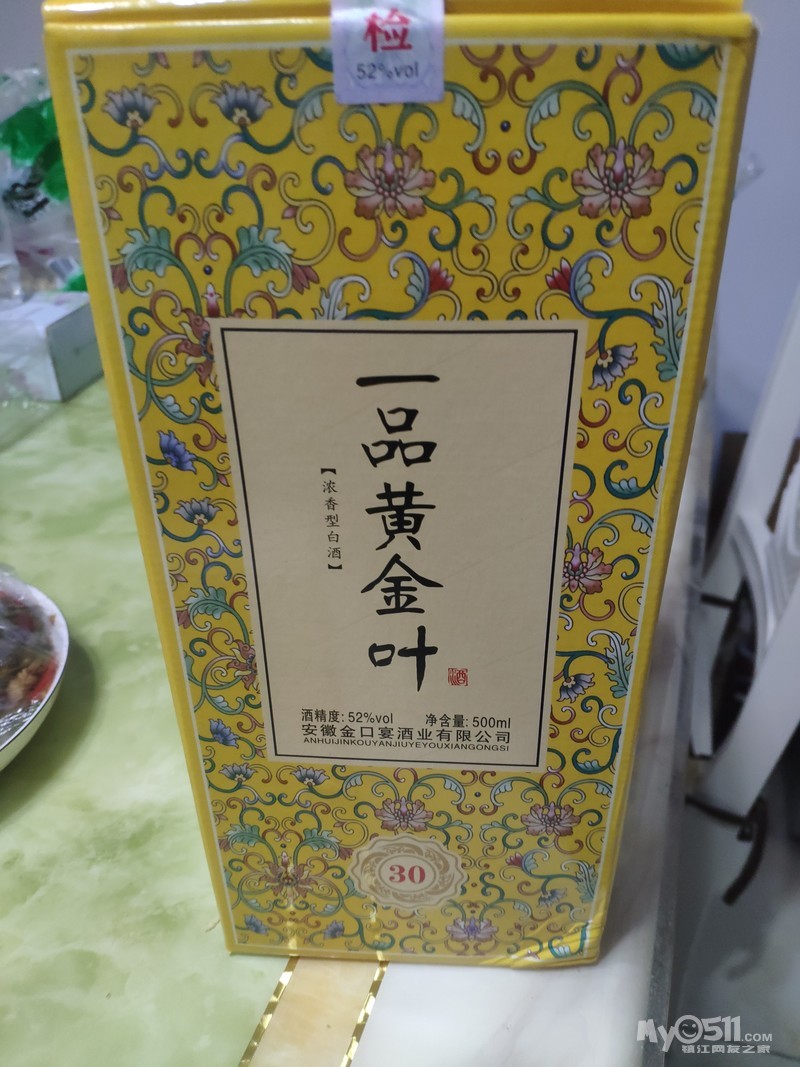 检
52%vol
一品黄金叶
【浓香型白酒】
酒
酒精度: 52%vol 净含量: 500ml
安徽金口宴酒业有限公司
ANHUIJINKOUYANJIUYEYOUXIANGONGSI
30
MyO511.COM
镇江网友之家